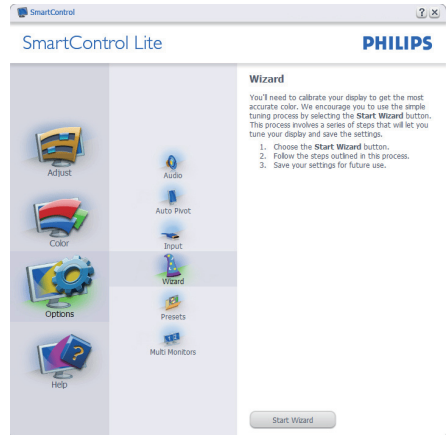 SmartControl
? X
SmartControl Lite
PHILIPS
Adjust
Color
Options
Help
Audio
Auto Pivot
Input
Wizard
Presets
Multi Monitors
Wizard
You'll need to calibrate your display to get the most
accurate color. We encourage you to use the simple
tuning process by selecting the Start Wizard button.
This process involves a series of steps that will let you
tune your display and save the settings.
1. Choose the Start Wizard button.
2. Follow the steps outlined in this process.
3. Save your settings for future use.
Start Wizard